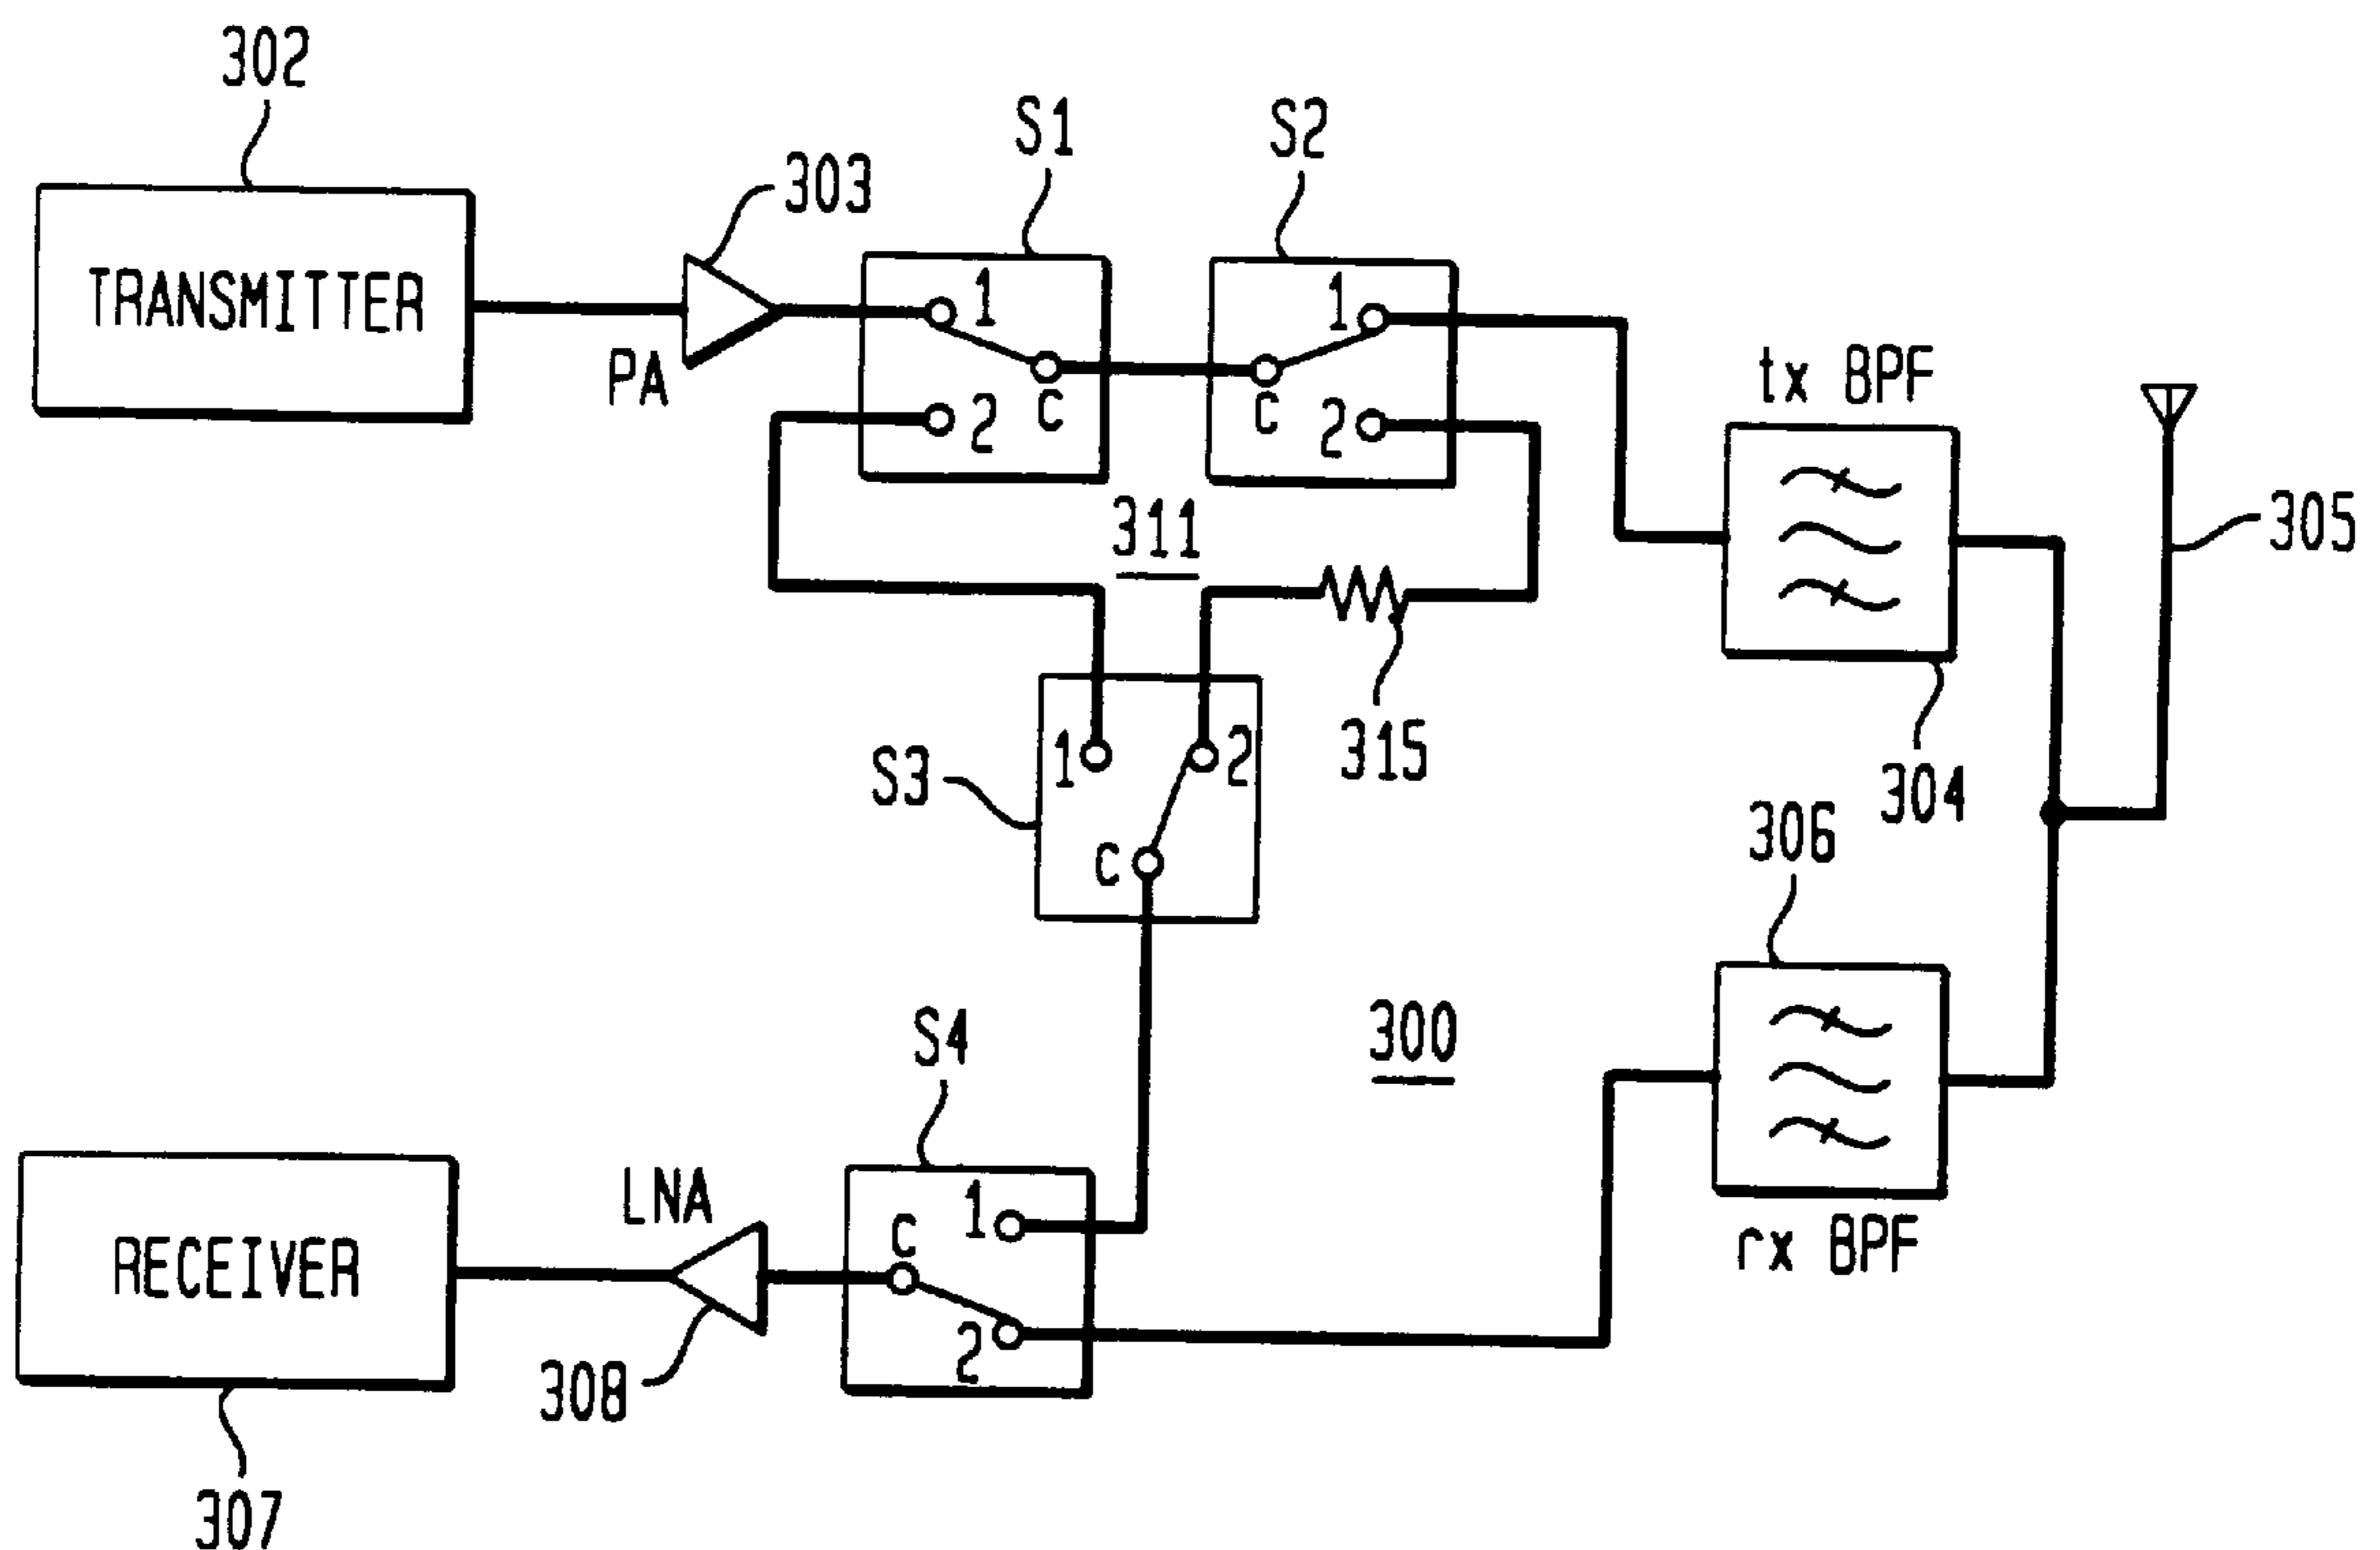 302
S1
S2
303
TRANSMITTER
PA
1
2
C
1
C
2
tx BPF
305
311
315
S3
1
2
C
304
306
300
S4
LNA
1
C
2
RECEIVER
308
rx BPF
307